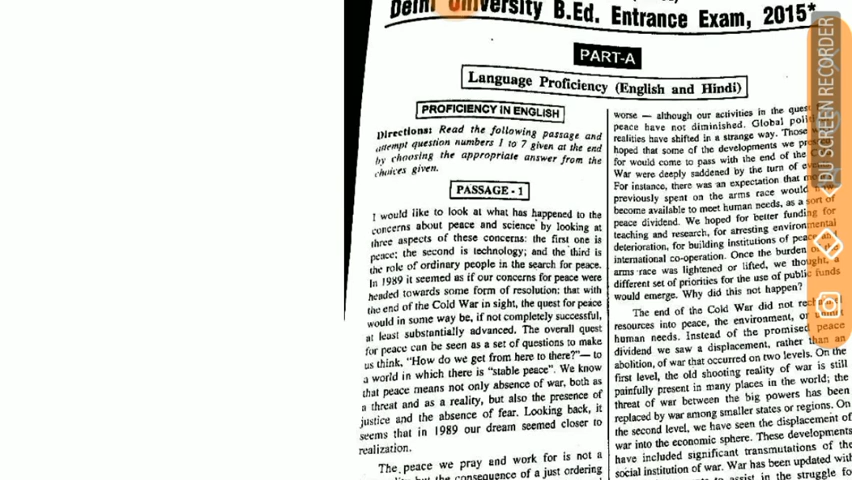 Delhi University B.Ed. Entrance Exam, 2015*
PART-A
Language Proficiency (English and Hindi)
PROFICIENCY IN ENGLISH
Directions: Read the following passage and
attempt question numbers 1 to 7 given at the end
by choosing the appropriate answer from the
choices given.
PASSAGE - 1
I would like to look at what has happened to the
concerns about peace and science by looking at
three aspects of these concerns: the first one is
peace; the second is technology; and the third is
the role of ordinary people in the search for peace.
In 1989 it seemed as if our concerns for peace were
headed towards some form of resolution: that with
the end of the Cold War in sight, the quest for peace
would in some way be, if not completely successful,
at least substantially advanced. The overall quest
for peace can be seen as a set of questions to make
us think, "How do we get from here to there?"— to
a world in which there is "stable peace". We know
that peace means not only absence of war, both as
a threat and as a reality, but also the presence of
justice and the absence of fear. Looking back, it
seems that in 1989 our dream seemed closer to
realization.
The peace we pray and work for is not a
but the consequence of a just ordering
worse — although our activities in the quest
peace have not diminished. Global
realities have shifted in a strange way. Those
hoped that some of the developments we
for would come to pass with the end of the
War were deeply saddened by the turn of
For instance, there was an expectation that
previously spent on the arms race would
become available to meet human needs, as a sort of
peace dividend. We hoped for better funding for
teaching and research, for arresting environmental
deterioration, for building institutions of peace
international co-operation. Once the burden of
arms race was lightened or lifted, we thought, a
different set of priorities for the use of public funds
would emerge. Why did this not happen?
The end of the Cold War did not
resources into peace, the environment, or
human needs. Instead of the promised peace
dividend we saw a displacement, rather than an
abolition, of war that occurred on two levels. On the
first level, the old shooting reality of war is still
painfully present in many places in the world; the
threat of war between the big powers has been
replaced by war among smaller states or regions. On
the second level, we have seen the displacement of
war into the economic sphere. These developments
have included significant transmutations of the
social institution of war. War has been updated with
to assist in the struggle for
DU SCREEN RECORDER